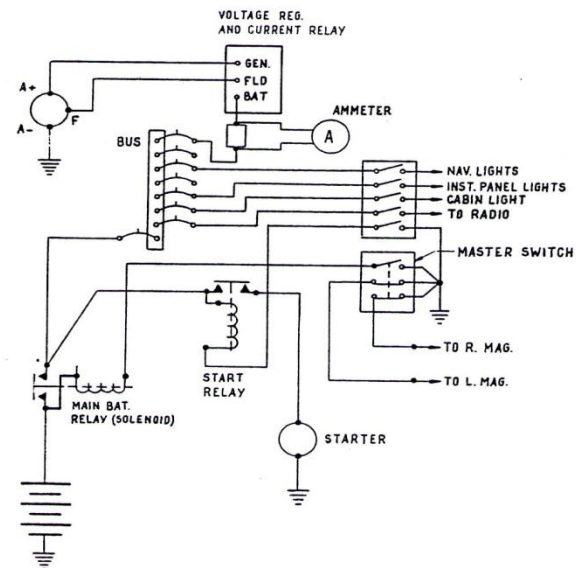 VOLTAGE REG.
AND CURRENT RELAY
GEN.
FLD
BAT
A+
F
A-
AMMETER
A
BUS
NAV. LIGHTS
INST. PANEL LIGHTS
CABIN LIGHT
TO RADIO
MASTER SWITCH
TO R. MAG.
TO L. MAG.
START
RELAY
MAIN BAT.
RELAY (SOLENOID)
STARTER